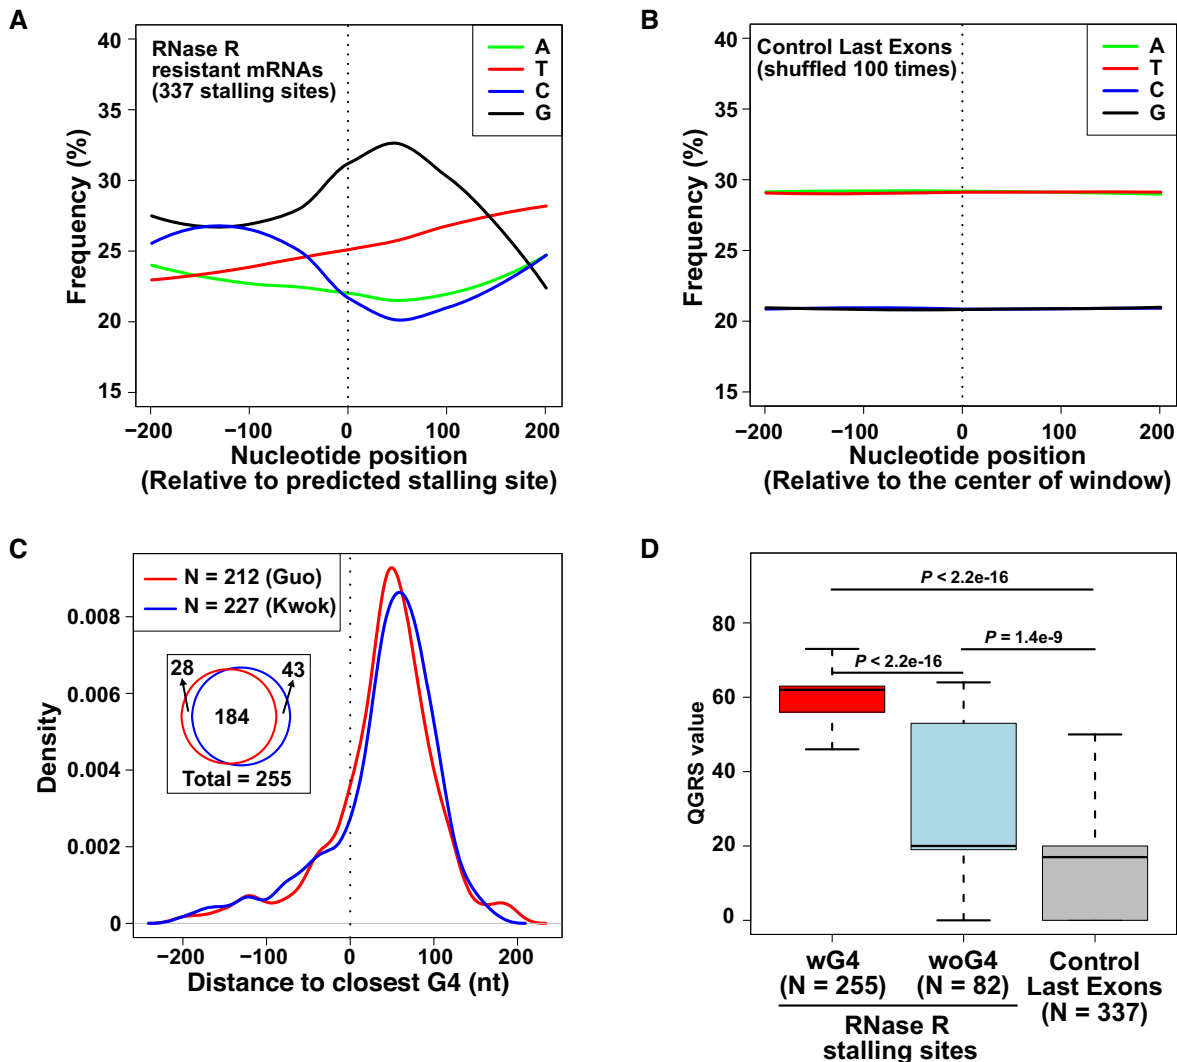 A
40
35
30
25
20
15
Frequency (%)
RNase R
resistant mRNAs
(337 stalling sites)
A
T
C
G
−200
−100
0
100
200
Nucleotide position
(Relative to predicted stalling site)
B
40
35
30
25
20
15
Frequency (%)
Control Last Exons
(shuffled 100 times)
A
T
C
G
−200
−100
0
100
200
Nucleotide position
(Relative to the center of window)
C
0.008
0.006
0.004
0.002
0
Density
N = 212 (Guo)
N = 227 (Kwok)
28
43
184
Total = 255
−200
−100
0
100
200
Distance to closest G4 (nt)
D
80
60
40
20
0
QGRS value
P < 2.2e-16
P = 1.4e-9
P < 2.2e-16
wG4
(N = 255)
woG4
(N = 82)
Control
Last Exons
(N = 337)
RNase R
stalling sites